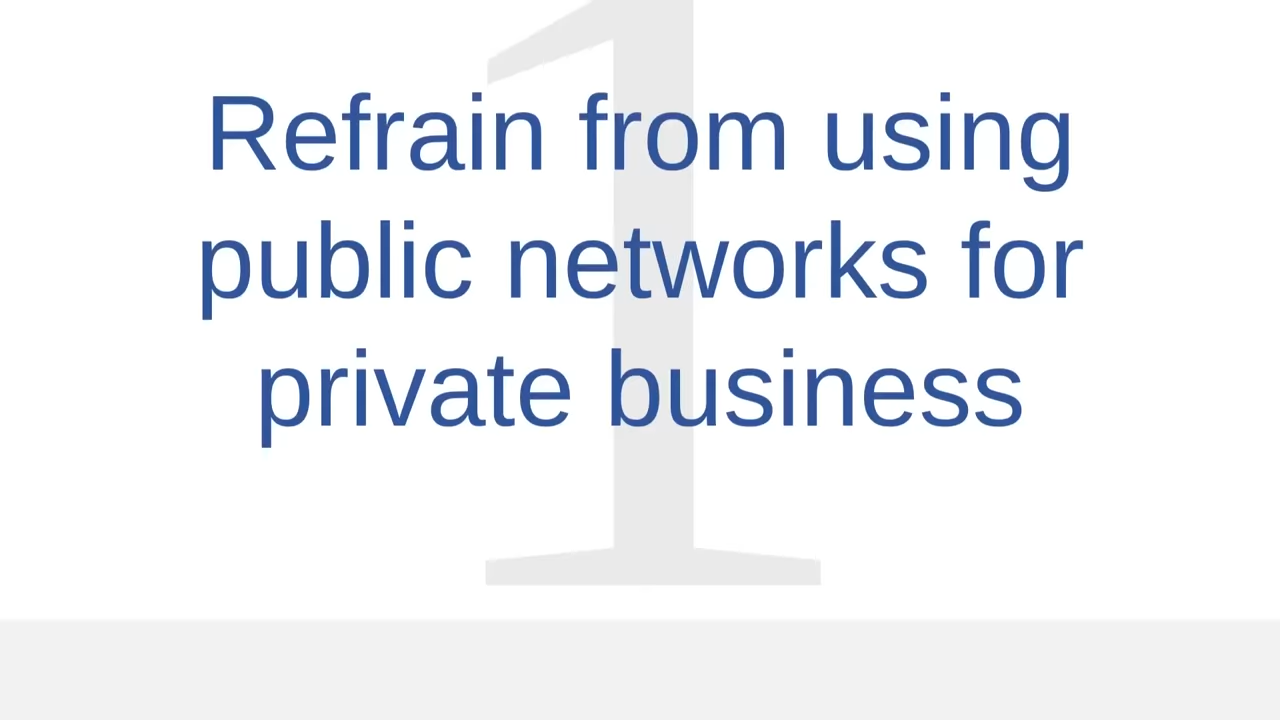 1
Refrain from using
public networks for
private business